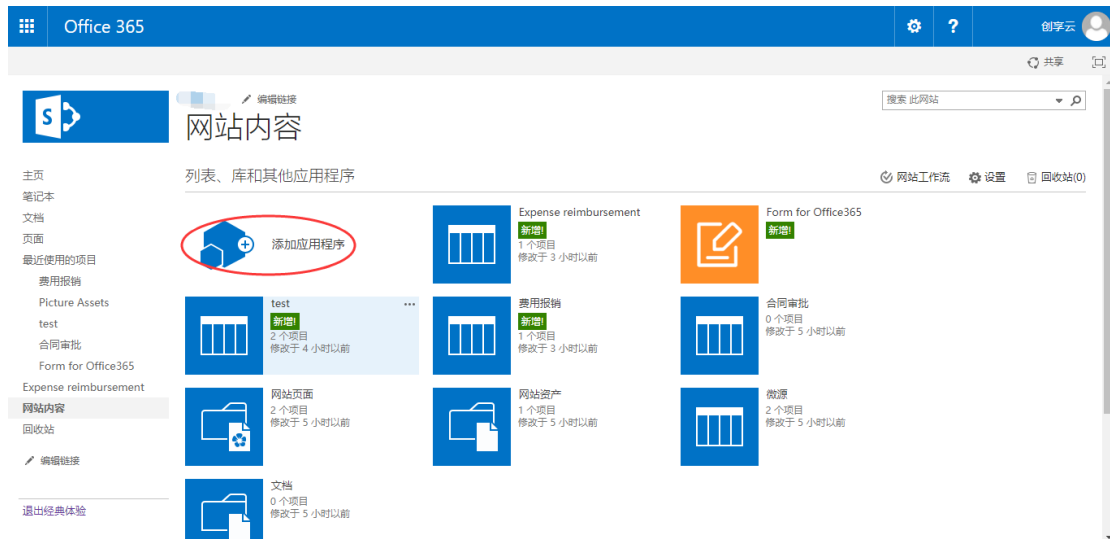 Office 365
?
创享云
共享
S
编辑链接
搜索 此网站
网站内容
主页
笔记本
文档
页面
最近使用的项目
费用报销
Picture Assets
test
合同审批
Form for Office365
Expense reimbursement
网站内容
回收站
编辑链接
退出经典体验
列表、库和其他应用程序
网站工作流
设置
回收站(0)
添加应用程序
Expense reimbursement
新增!
1 个项目
修改于 3 小时以前
Form for Office365
新增!
test
新增!
2 个项目
修改于 4 小时以前
费用报销
新增!
1 个项目
修改于 3 小时以前
合同审批
0 个项目
修改于 5 小时以前
网站页面
2 个项目
修改于 5 小时以前
网站资产
1 个项目
修改于 5 小时以前
微源
2 个项目
修改于 5 小时以前
文档
0 个项目
修改于 5 小时以前